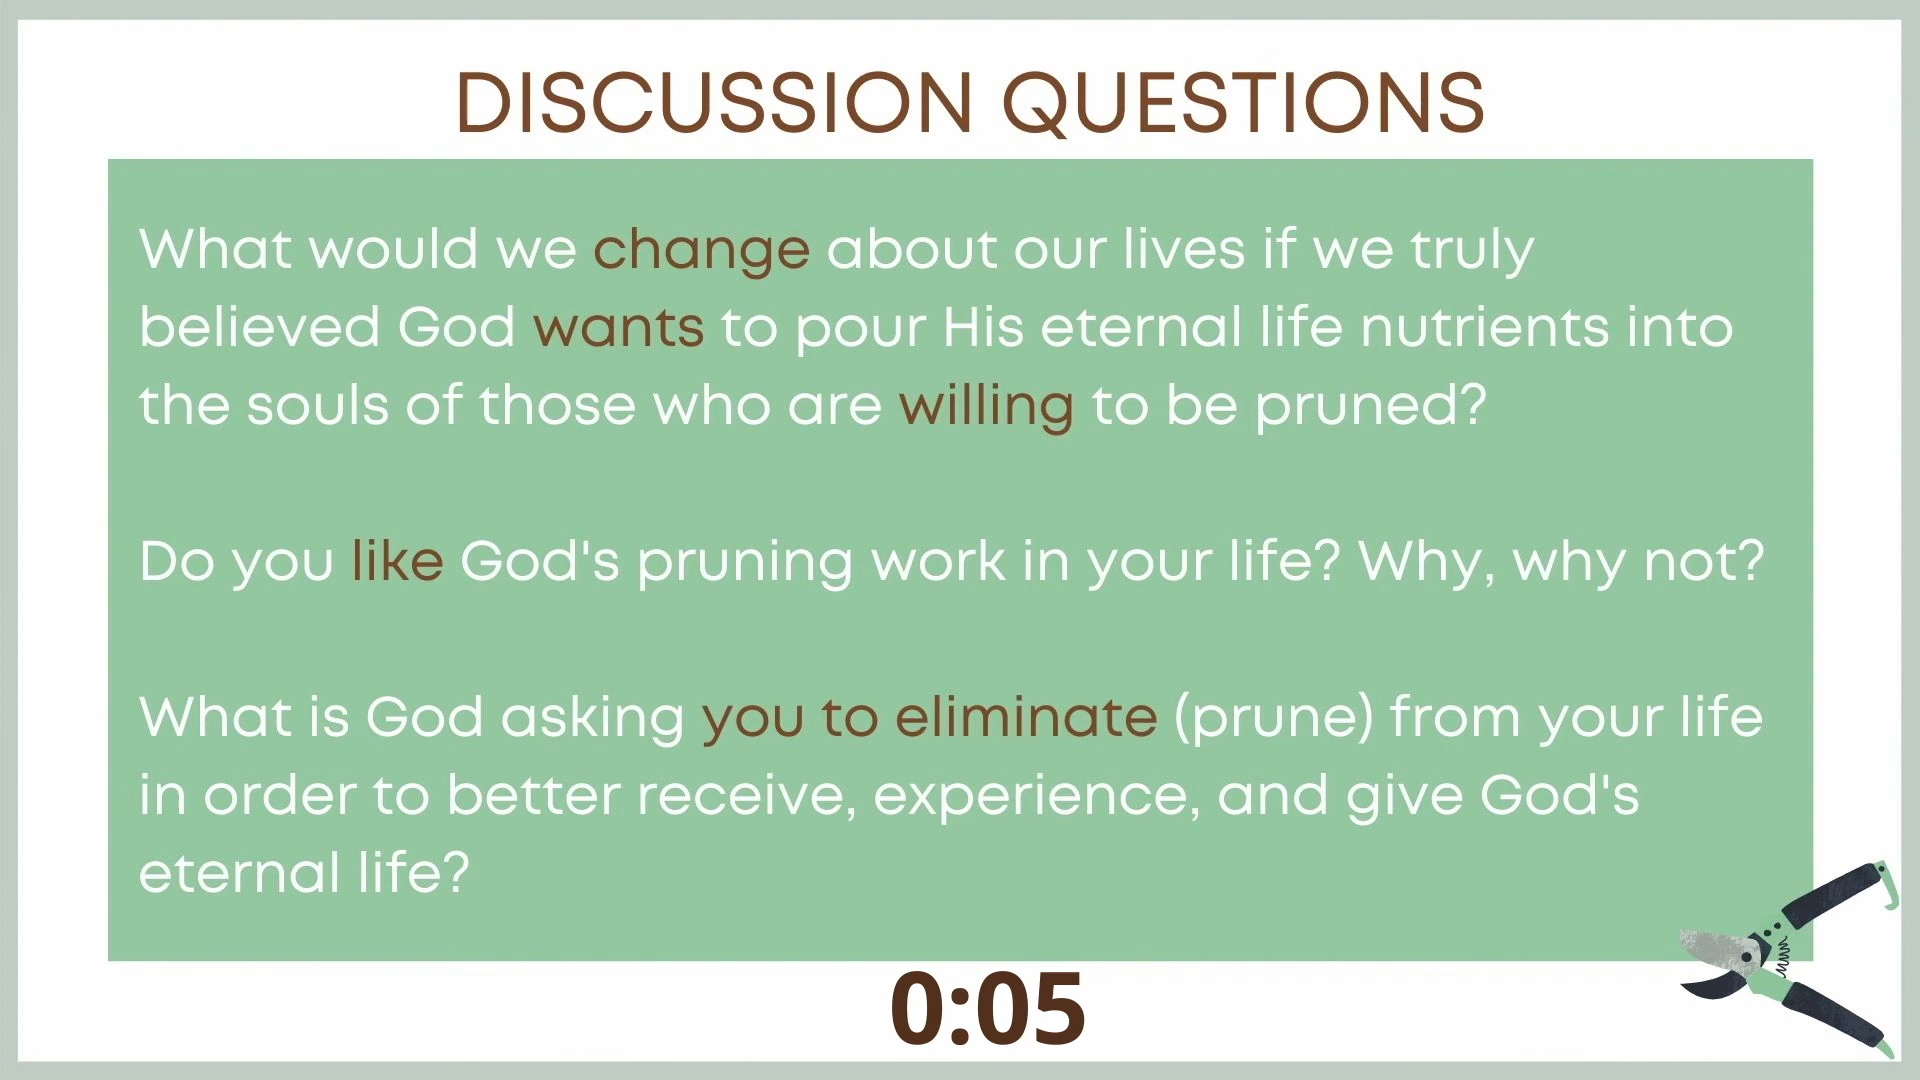 DISCUSSION QUESTIONS
What would we change about our lives if we truly
believed God wants to pour His eternal life nutrients into
the souls of those who are willing to be pruned?
Do you like God's pruning work in your life? Why, why not?
What is God asking you to eliminate (prune) from your life
in order to better receive, experience, and give God's
eternal life?
0:05